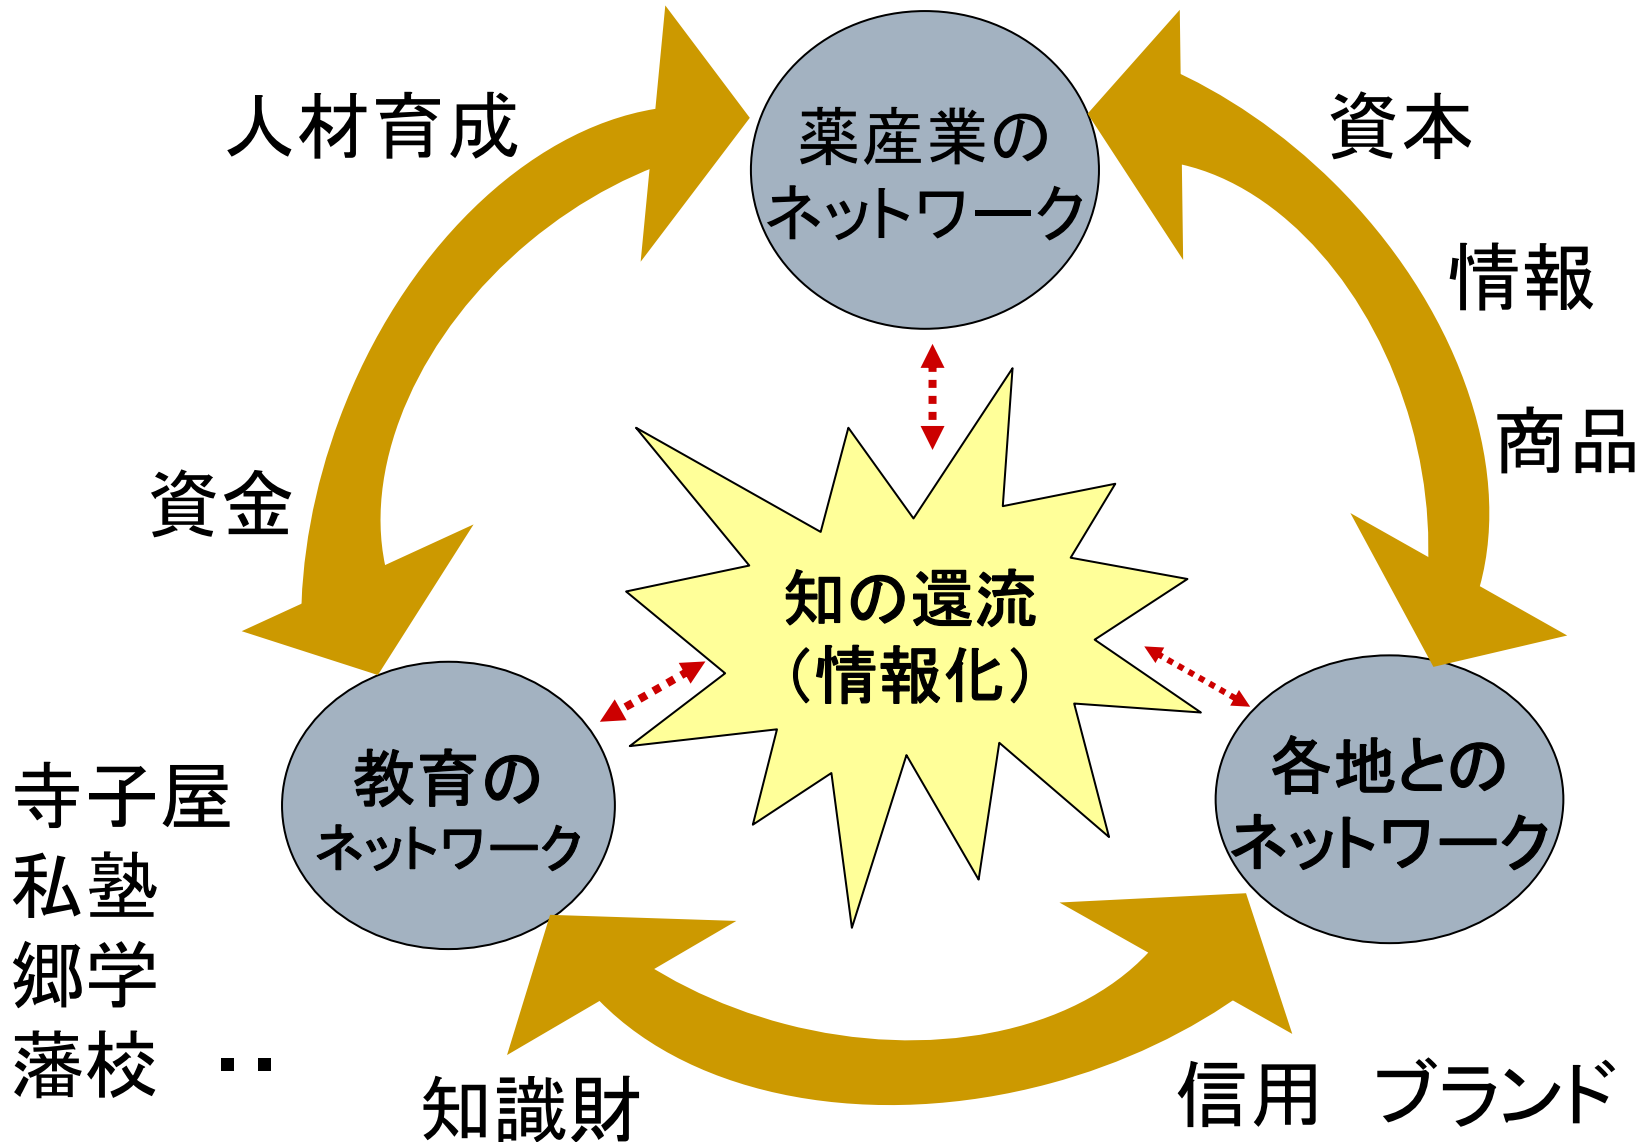 人材育成
薬産業の
ネットワーク
資本
情報
商品
資金
知の還流
（情報化）
教育の
ネットワーク
各地との
ネットワーク
寺子屋
私塾
郷学
藩校　‥
知識財
信用　ブランド